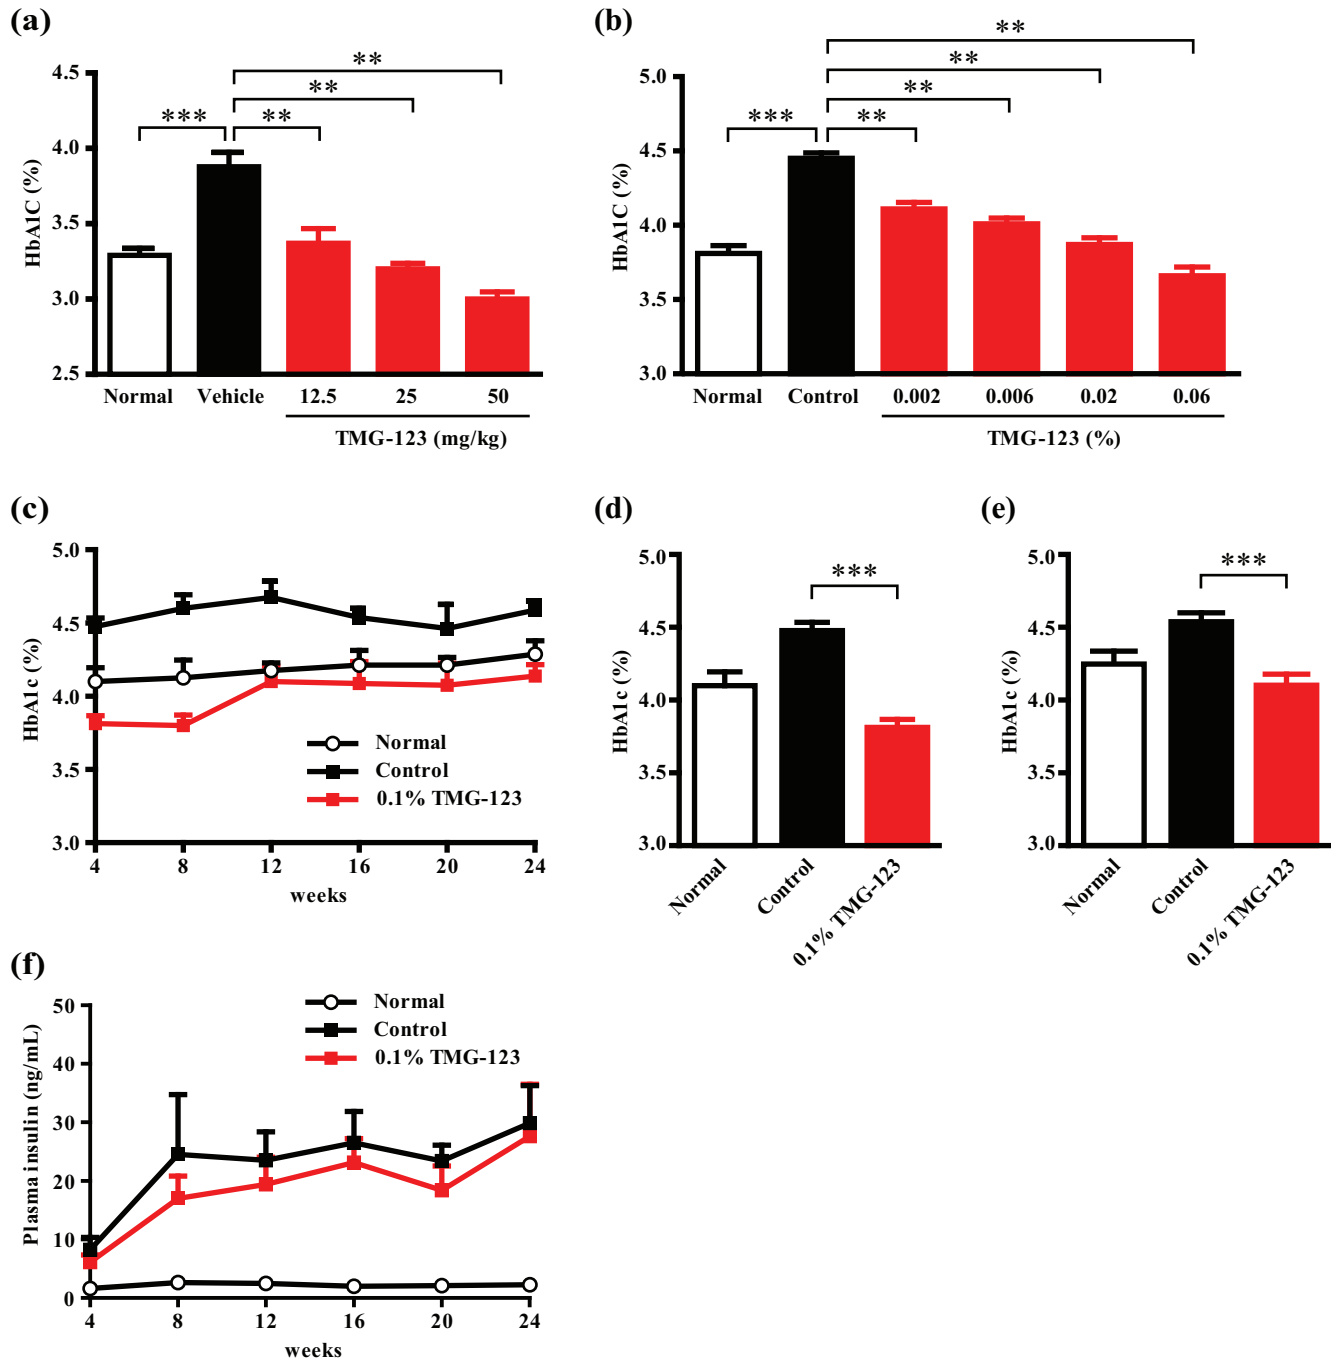 (a)
**
**
***
**
4.5
4.0
3.5
3.0
2.5
HbA1C (%)
Normal
Vehicle
12.5
25
50
TMG-123 (mg/kg)
(b)
**
**
**
***
**
5.0
4.5
4.0
3.5
3.0
HbA1C (%)
Normal
Control
0.002
0.006
0.02
0.06
TMG-123 (%)
(c)
5.0
4.5
4.0
3.5
3.0
HbA1c (%)
Normal
Control
0.1% TMG-123
4
8
12
16
20
24
weeks
(d)
***
5.0
4.5
4.0
3.5
3.0
HbA1c (%)
Normal
Control
0.1% TMG-123
(e)
***
5.0
4.5
4.0
3.5
3.0
HbA1c (%)
Normal
Control
0.1% TMG-123
(f)
Normal
Control
0.1% TMG-123
50
40
30
20
10
0
Plasma insulin (ng/mL)
4
8
12
16
20
24
weeks